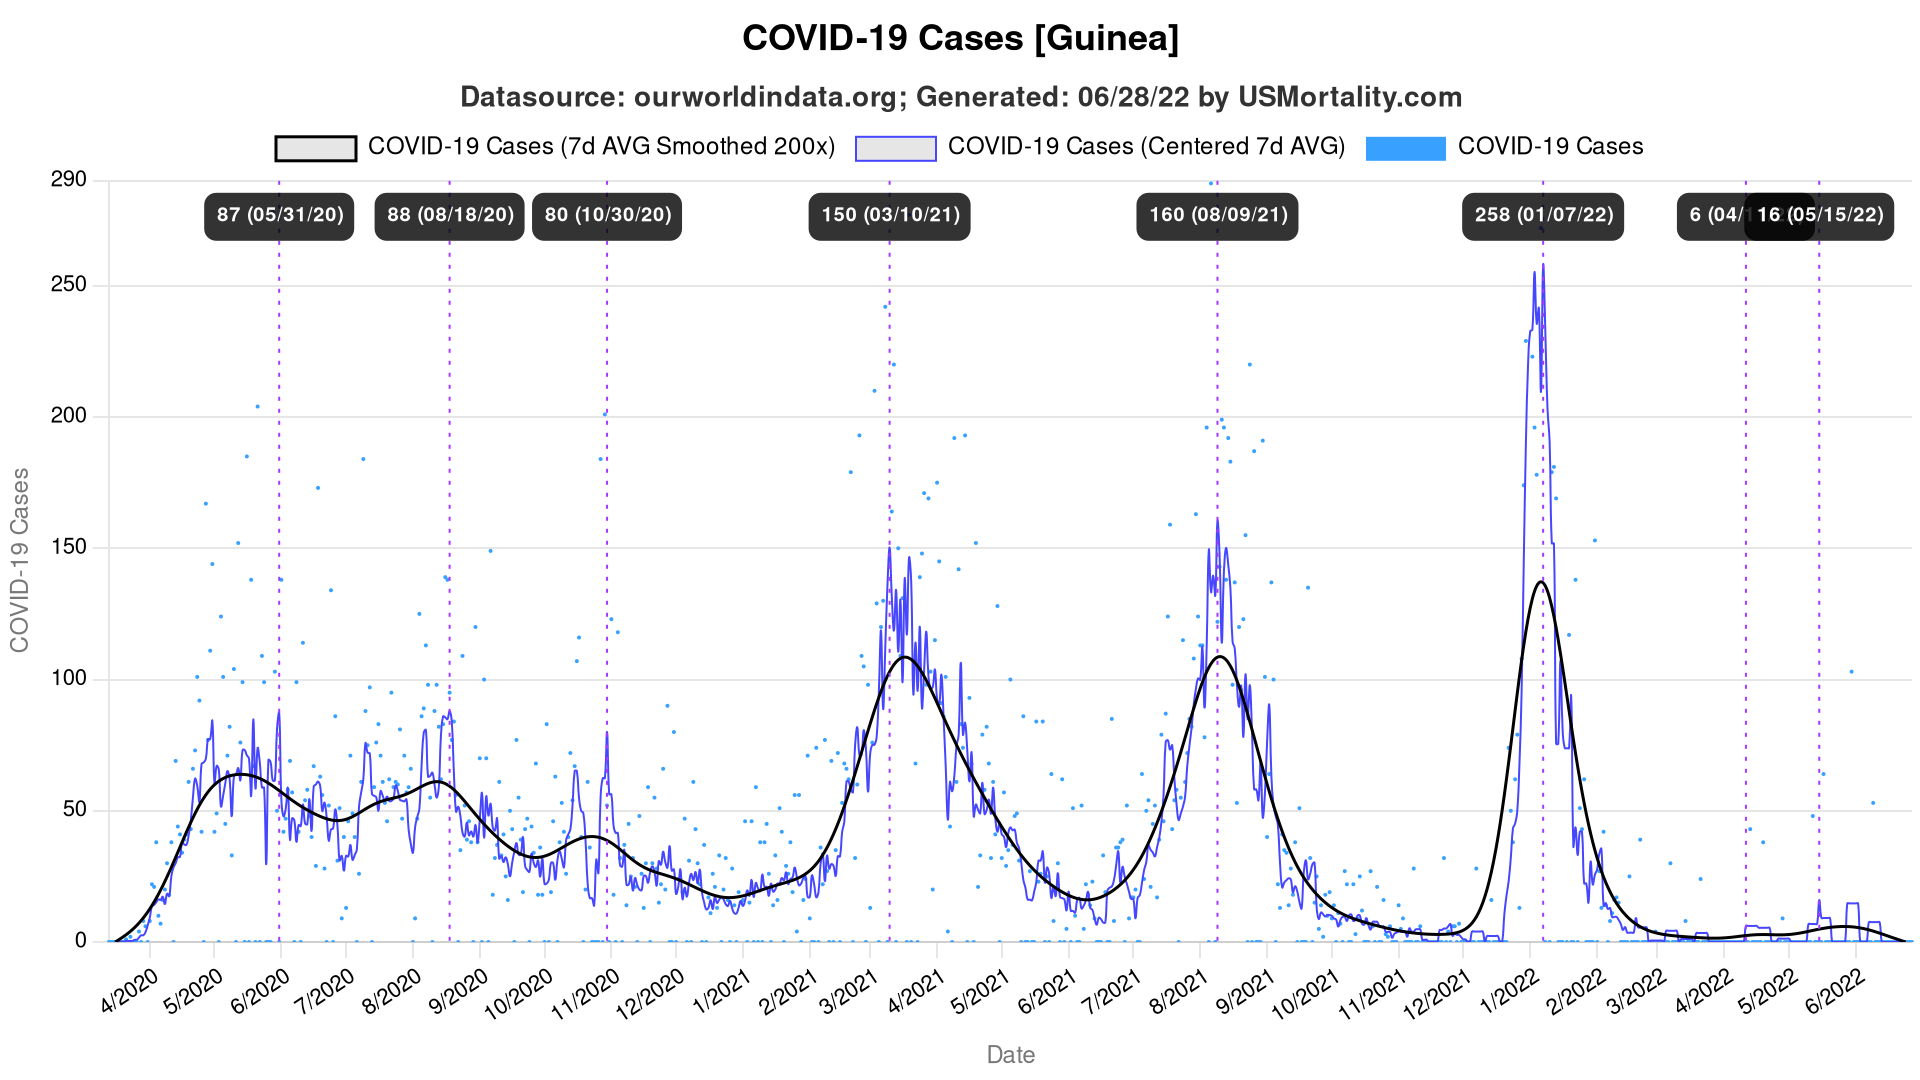 COVID-19 Cases [Guinea]
Datasource: ourworldindata.org; Generated: 06/28/22 by USMortality.com
COVID-19 Cases (7d AVG Smoothed 200x) COVID-19 Cases (Centered 7d AVG) COVID-19 Cases
87 (05/31/20) 88 (08/18/20) 80 (10/30/20) 150 (03/10/21) 160 (08/09/21) 258 (01/07/22) 6 (04/ 16 (05/15/22)
290
250
200
150
100
50
0
COVID-19 Cases
4/2020 5/2020 6/2020 7/2020 8/2020 9/2020 10/2020 11/2020 12/2020 1/2021 2/2021 3/2021 4/2021 5/2021 6/2021 7/2021 8/2021 9/2021 10/2021 11/2021 12/2021 1/2022 2/2022 3/2022 4/2022 5/2022 6/2022
Date